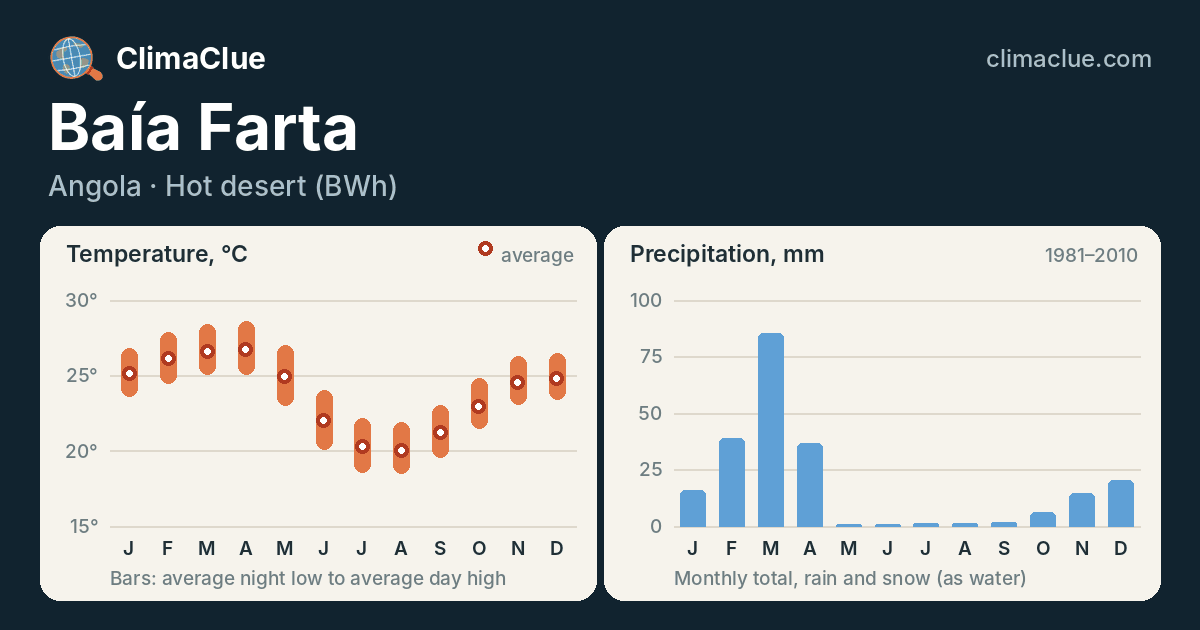 ClimaClue
climaclue.com
Baía Farta
Angola · Hot desert (BWh)
Temperature, °C
average
30°
25°
20°
15°
J F M A M J J A S O N D
Bars: average night low to average day high
Precipitation, mm
1981–2010
100
75
50
25
0
J F M A M J J A S O N D
Monthly total, rain and snow (as water)